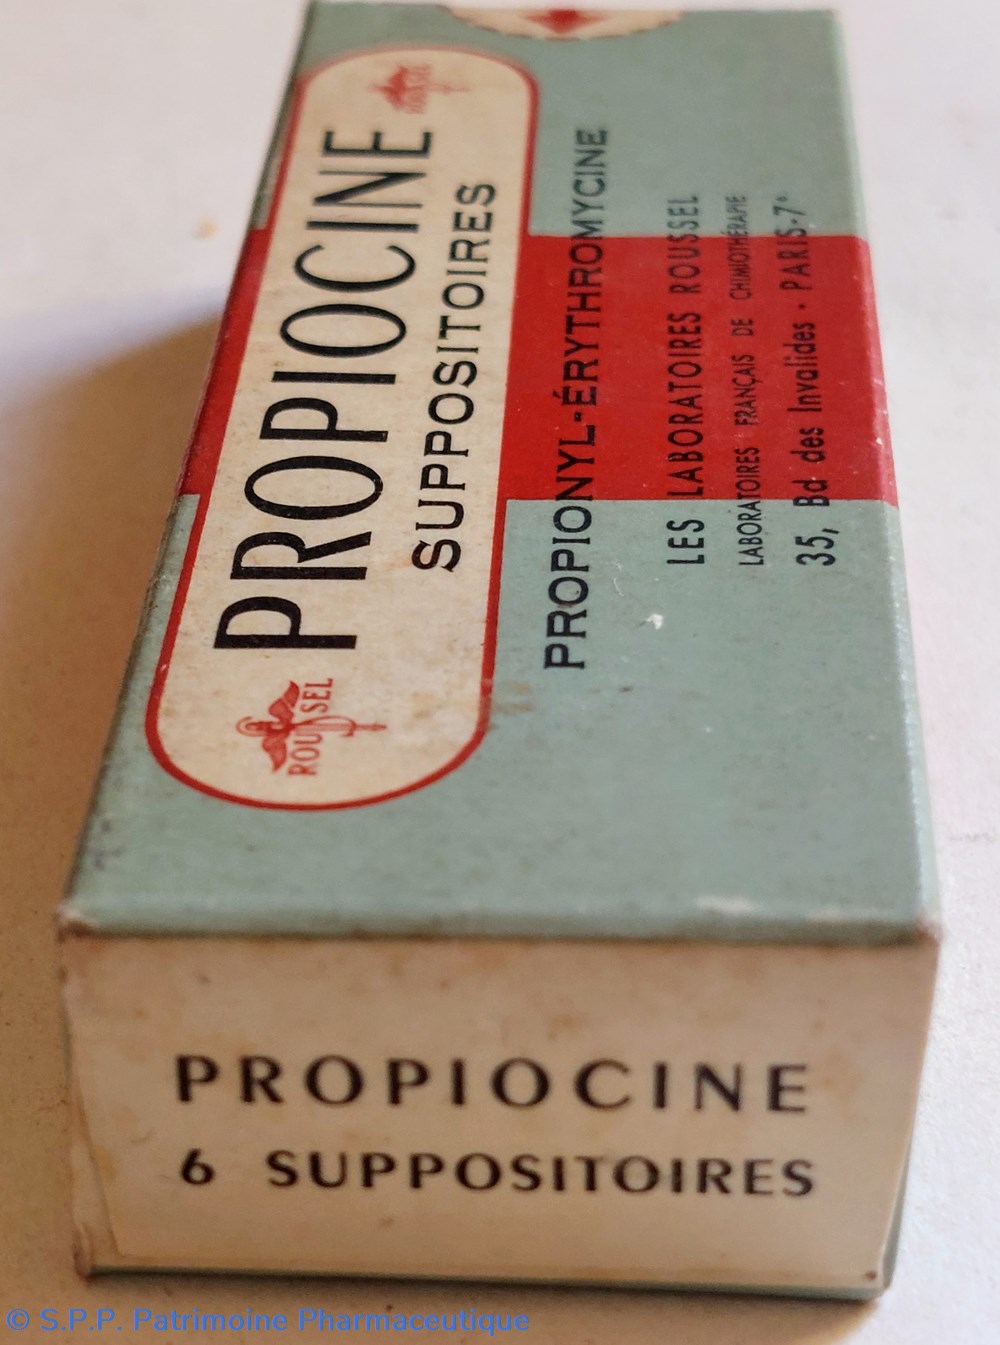 PROPIOCINE
SUPPOSITOIRES
ROUSSEL
ROUSSEL
PROPIONYL-ÉRYTHROMYCINE
LES LABORATOIRES ROUSSEL
LABORATOIRES FRANÇAIS DE CHIMIOTHÉRAPIE
35, Bd des Invalides · PARIS-7e
PROPIOCINE
6 SUPPOSITOIRES
© S.P.P. Patrimoine Pharmaceutique